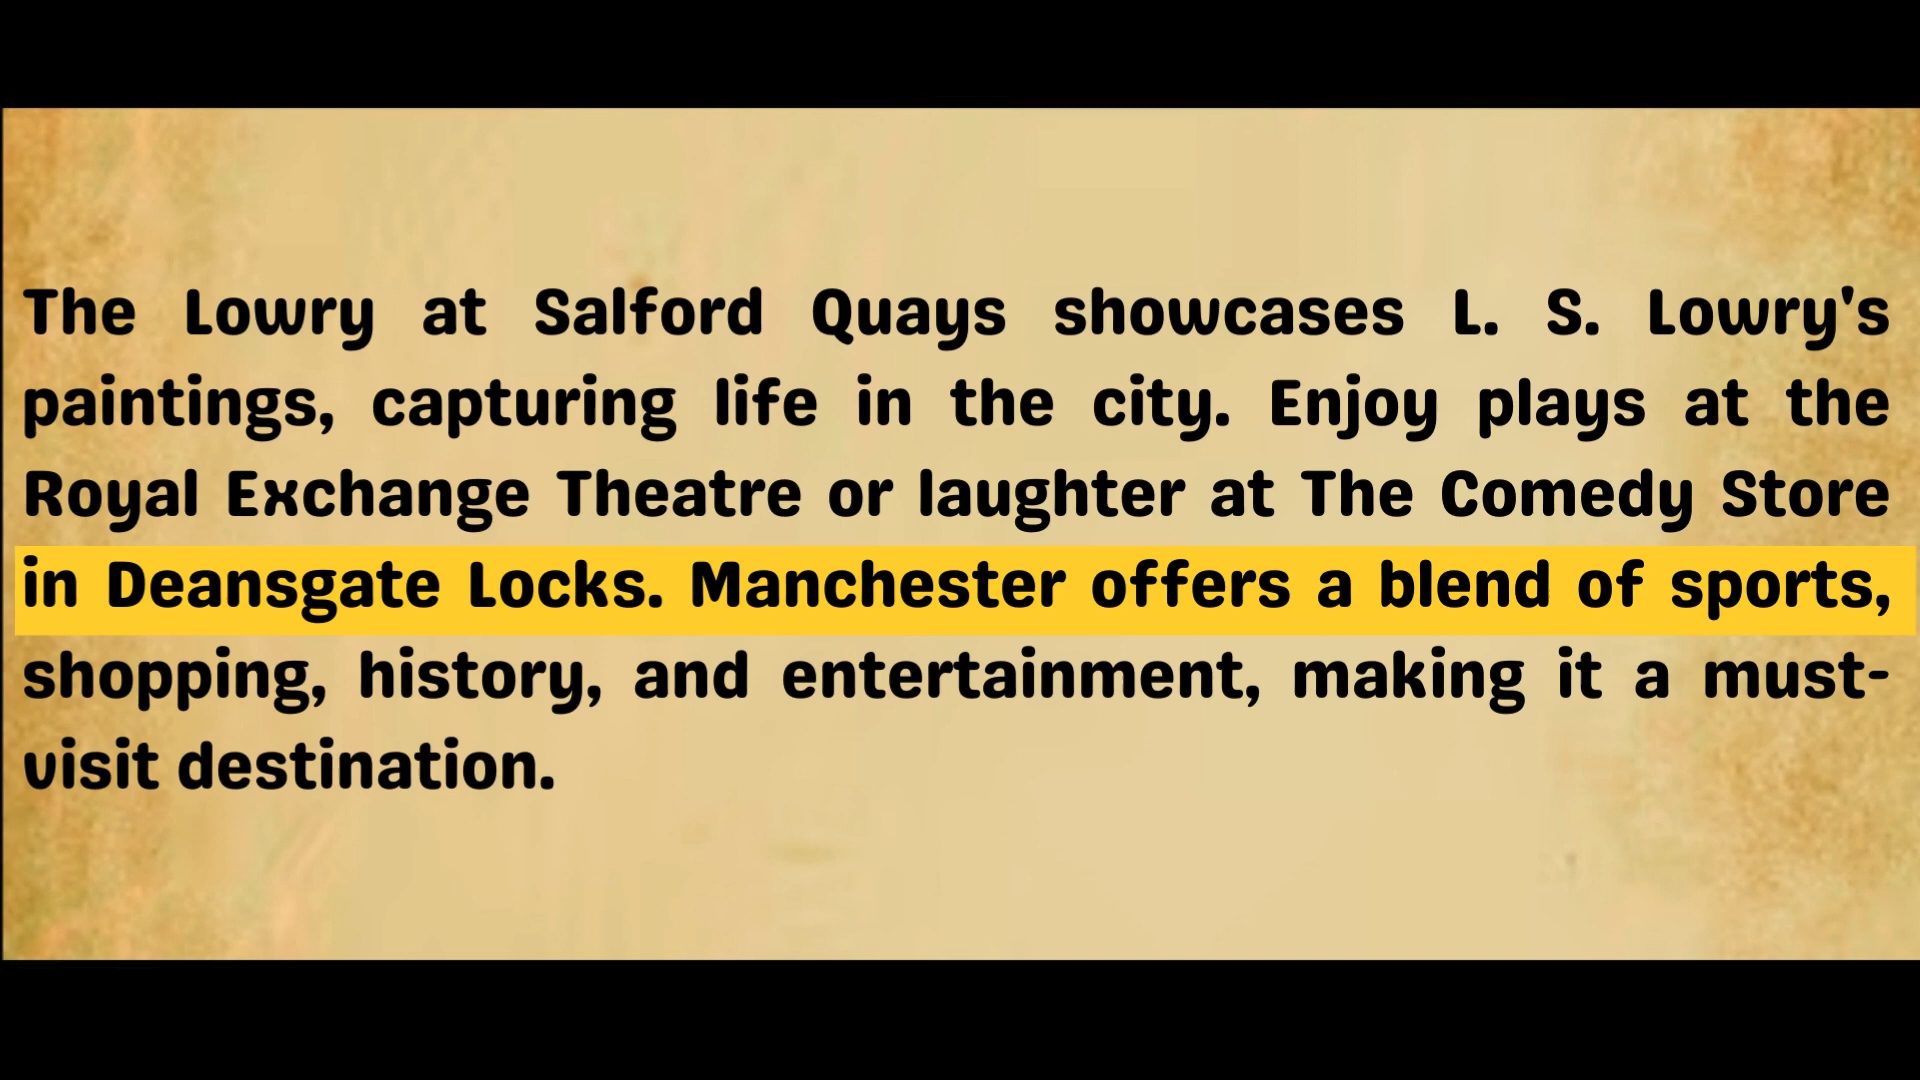 The Lowry at Salford Quays showcases L. S. Lowry's
paintings, capturing life in the city. Enjoy plays at the
Royal Exchange Theatre or laughter at The Comedy Store
in Deansgate Locks. Manchester offers a blend of sports,
shopping, history, and entertainment, making it a must-
visit destination.